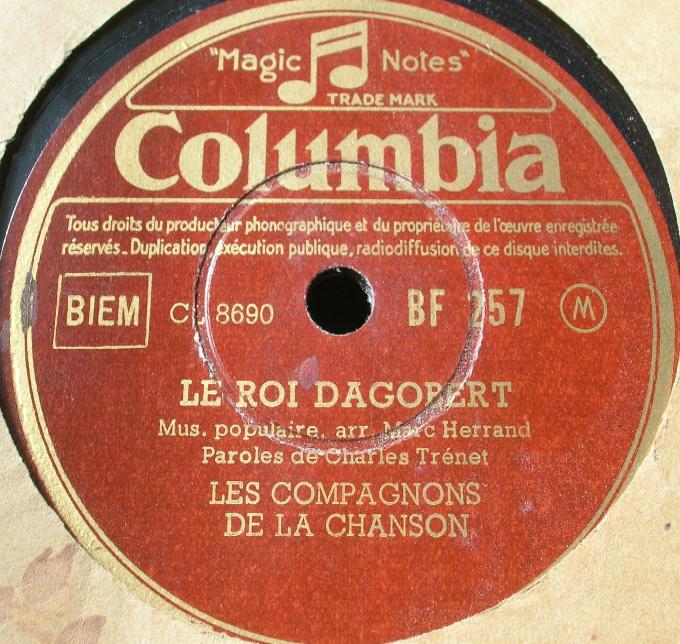 "Magic Notes"
TRADE MARK
Columbia
Tous droits du producteur phonographique et du propriétaire de l'œuvre enregistrée
réservés _ Duplication, exécution publique, radiodiffusion de ce disque interdites.
BIEM CL 8690 BF 257 M
LE ROI DAGOBERT
Mus. populaire, arr. Marc Herrand
Paroles de Charles Trénet
LES COMPAGNONS
DE LA CHANSON